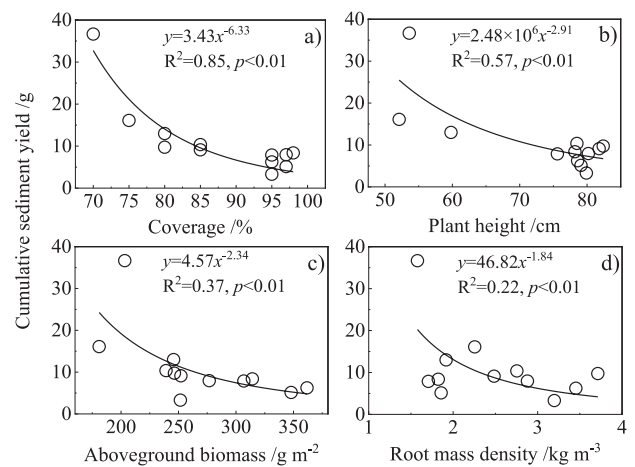 Cumulative sediment yield /g
40
30
20
10
0
y=3.43x^-6.33
R²=0.85, p<0.01
a)
70 75 80 85 90 95 100
Coverage /%
40
30
20
10
0
y=2.48×10⁶x^-2.91
R²=0.57, p<0.01
b)
50 60 70 80
Plant height /cm
40
30
20
10
0
y=4.57x^-2.34
R²=0.37, p<0.01
c)
200 250 300 350
Aboveground biomass /g m⁻²
40
30
20
10
0
y=46.82x^-1.84
R²=0.22, p<0.01
d)
1 2 3 4
Root mass density /kg m⁻³